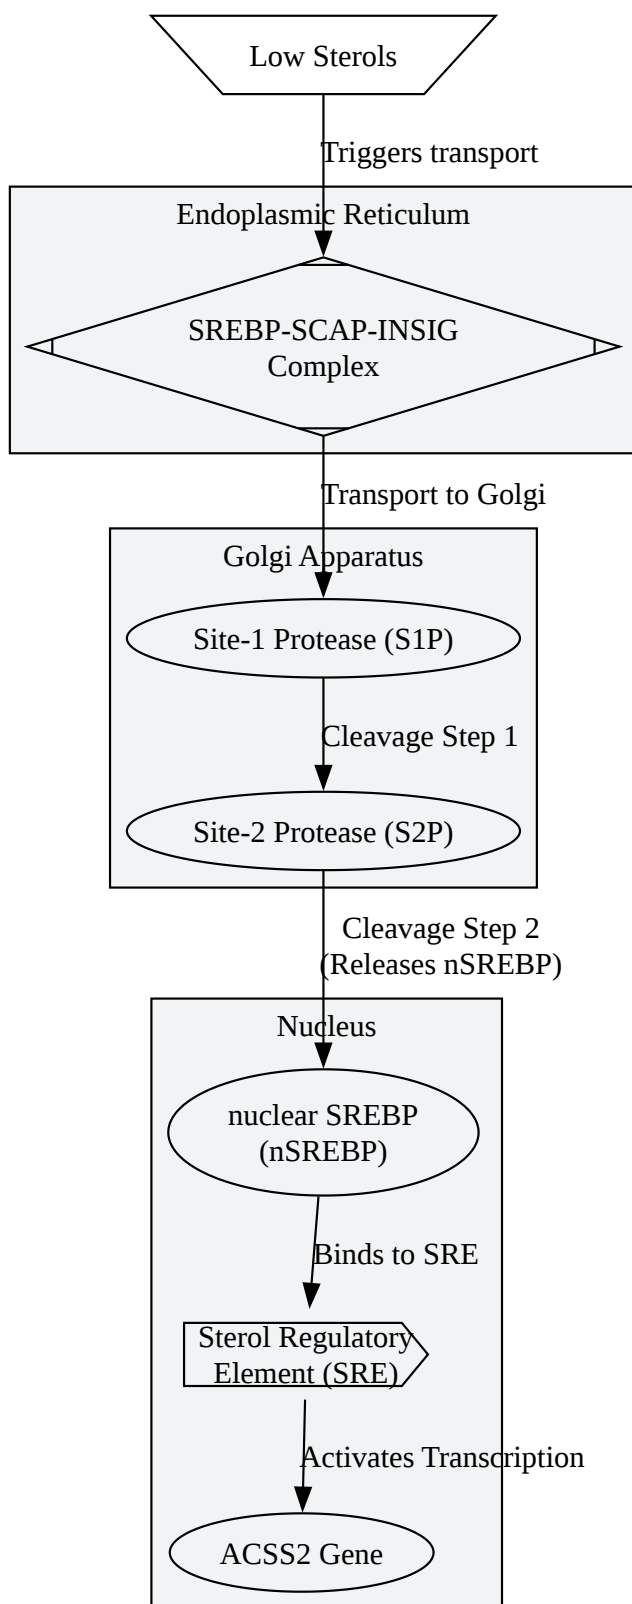 Low Sterols
Triggers transport
Endoplasmic Reticulum
SREBP-SCAP-INSIG
Complex
Transport to Golgi
Golgi Apparatus
Site-1 Protease (S1P)
Cleavage Step 1
Site-2 Protease (S2P)
Cleavage Step 2
(Releases nSREBP)
Nucleus
nuclear SREBP
(nSREBP)
Binds to SRE
Sterol Regulatory
Element (SRE)
Activates Transcription
ACSS2 Gene